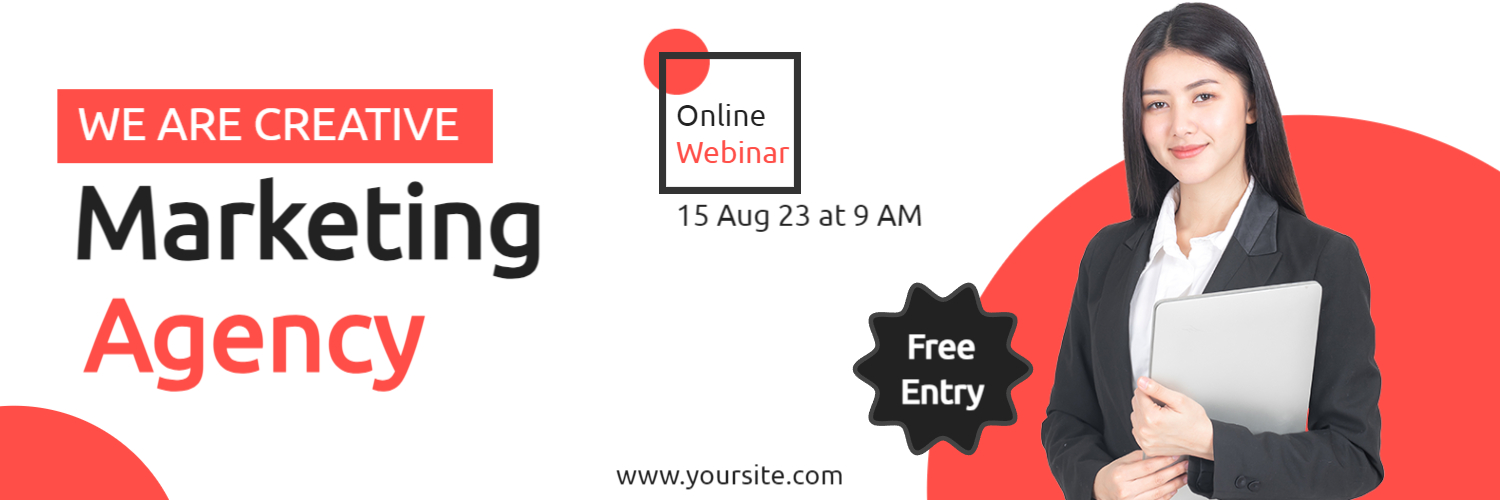 WE ARE CREATIVE
Marketing
Agency
Online
Webinar
15 Aug 23 at 9 AM
Free
Entry
www.yoursite.com